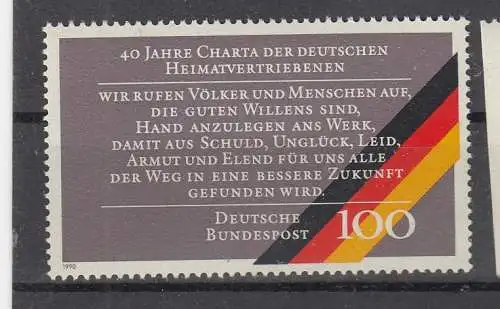 40 JAHRE CHARTA DER DEUTSCHEN
HEIMATVERTRIEBENEN
WIR RUFEN VÖLKER UND MENSCHEN AUF,
DIE GUTEN WILLENS SIND,
HAND ANZULEGEN ANS WERK,
DAMIT AUS SCHULD, UNGLÜCK, LEID,
ARMUT UND ELEND FÜR UNS ALLE
DER WEG IN EINE BESSERE ZUKUNFT
GEFUNDEN WIRD.
DEUTSCHE
BUNDESPOST 100
1990